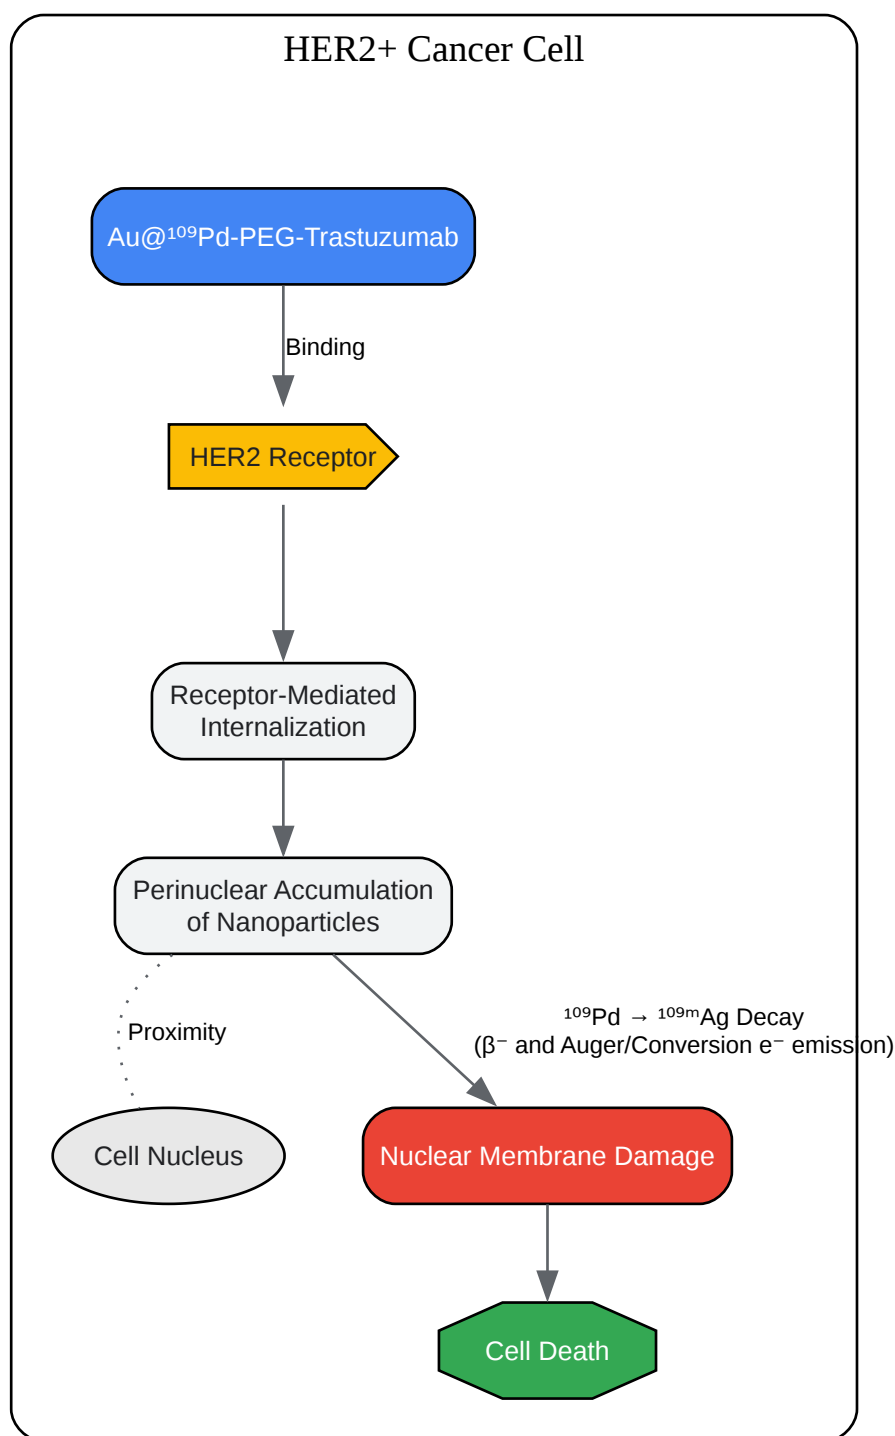 HER2+ Cancer Cell
Au@¹⁰⁹Pd-PEG-Trastuzumab
Binding
HER2 Receptor
Receptor-Mediated
Internalization
Perinuclear Accumulation
of Nanoparticles
Proximity
¹⁰⁹Pd → ¹⁰⁹ᵐAg Decay
(β⁻ and Auger/Conversion e⁻ emission)
Cell Nucleus
Nuclear Membrane Damage
Cell Death